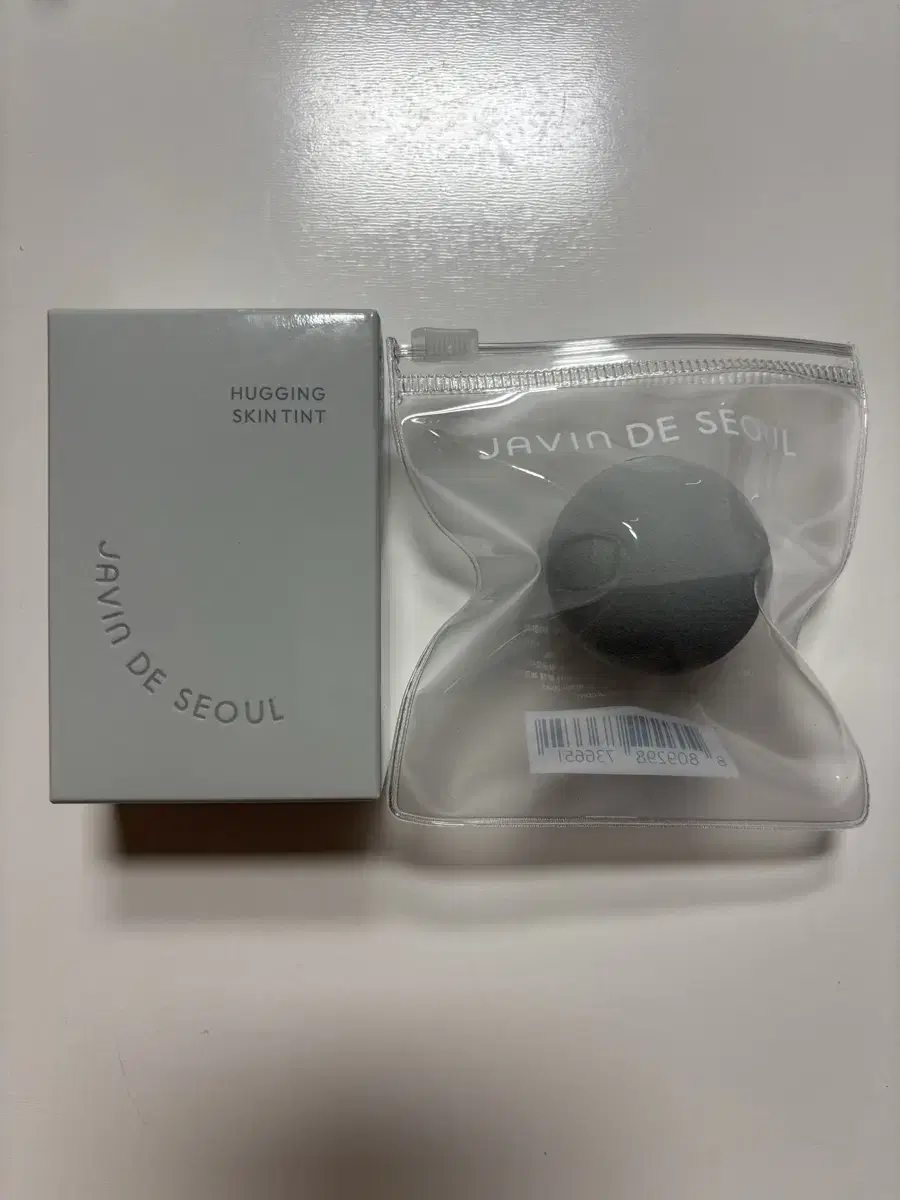 HUGGING
SKIN TINT
JAVIN DE SEOUL
JAVIN DE SEOUL
8 809298 736651